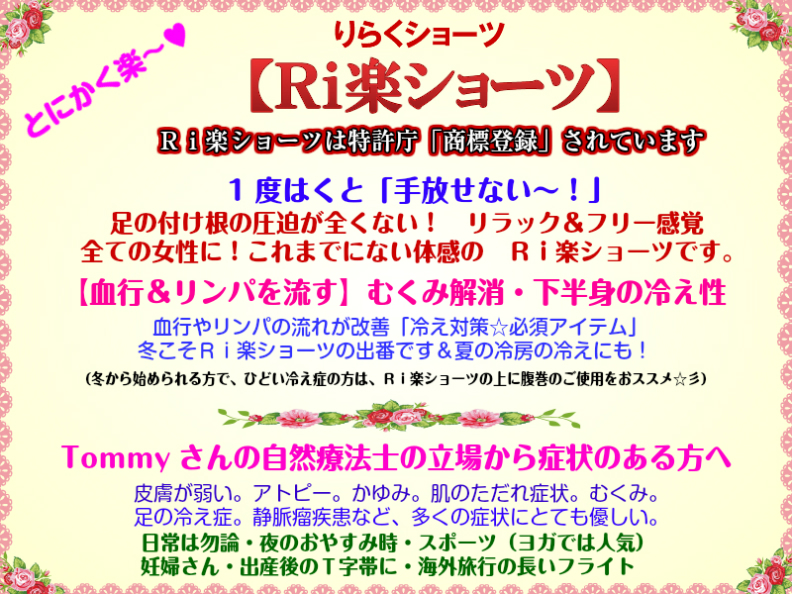 りらくショーツ
とにかく楽〜♥
【Ri楽ショーツ】
Ｒｉ楽ショーツは特許庁「商標登録」されています
１度はくと「手放せない〜！」
足の付け根の圧迫が全くない！　リラック＆フリー感覚
全ての女性に！これまでにない体感の　Ｒｉ楽ショーツです。
【血行＆リンパを流す】むくみ解消・下半身の冷え性
血行やリンパの流れが改善「冷え対策☆必須アイテム」
冬こそＲｉ楽ショーツの出番です＆夏の冷房の冷えにも！
（冬から始められる方で、ひどい冷え症の方は、Ｒｉ楽ショーツの上に腹巻のご使用をおススメ☆彡）
Tommy さんの自然療法士の立場から症状のある方へ
皮膚が弱い。アトピー。かゆみ。肌のただれ症状。むくみ。
足の冷え症。静脈瘤疾患など、多くの症状にとても優しい。
日常は勿論・夜のおやすみ時・スポーツ（ヨガでは人気）
妊婦さん・出産後のＴ字帯に・海外旅行の長いフライト